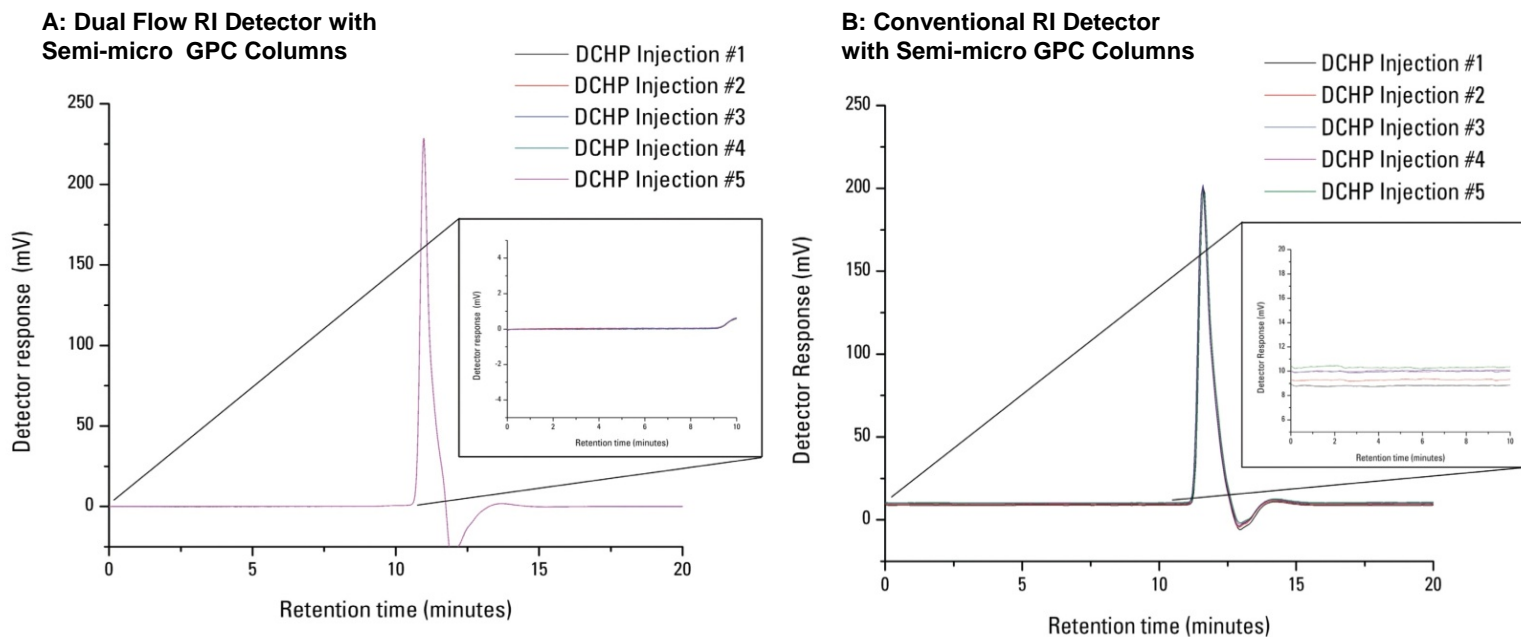 A: Dual Flow RI Detector with
Semi-micro GPC Columns
DCHP Injection #1
DCHP Injection #2
DCHP Injection #3
DCHP Injection #4
DCHP Injection #5
250
200
150
100
50
0
Detector response (mV)
0
5
10
15
20
Retention time (minutes)
4
2
0
-2
-4
Detector response (mV)
0
2
4
6
8
10
Retention time (minutes)
B: Conventional RI Detector
with Semi-micro GPC Columns
DCHP Injection #1
DCHP Injection #2
DCHP Injection #3
DCHP Injection #4
DCHP Injection #5
250
200
150
100
50
0
Detector Response (mV)
0
5
10
15
20
Retention time (minutes)
20
18
16
14
12
10
8
6
Detector Response (mV)
0
2
4
6
8
10
Retention time (minutes)